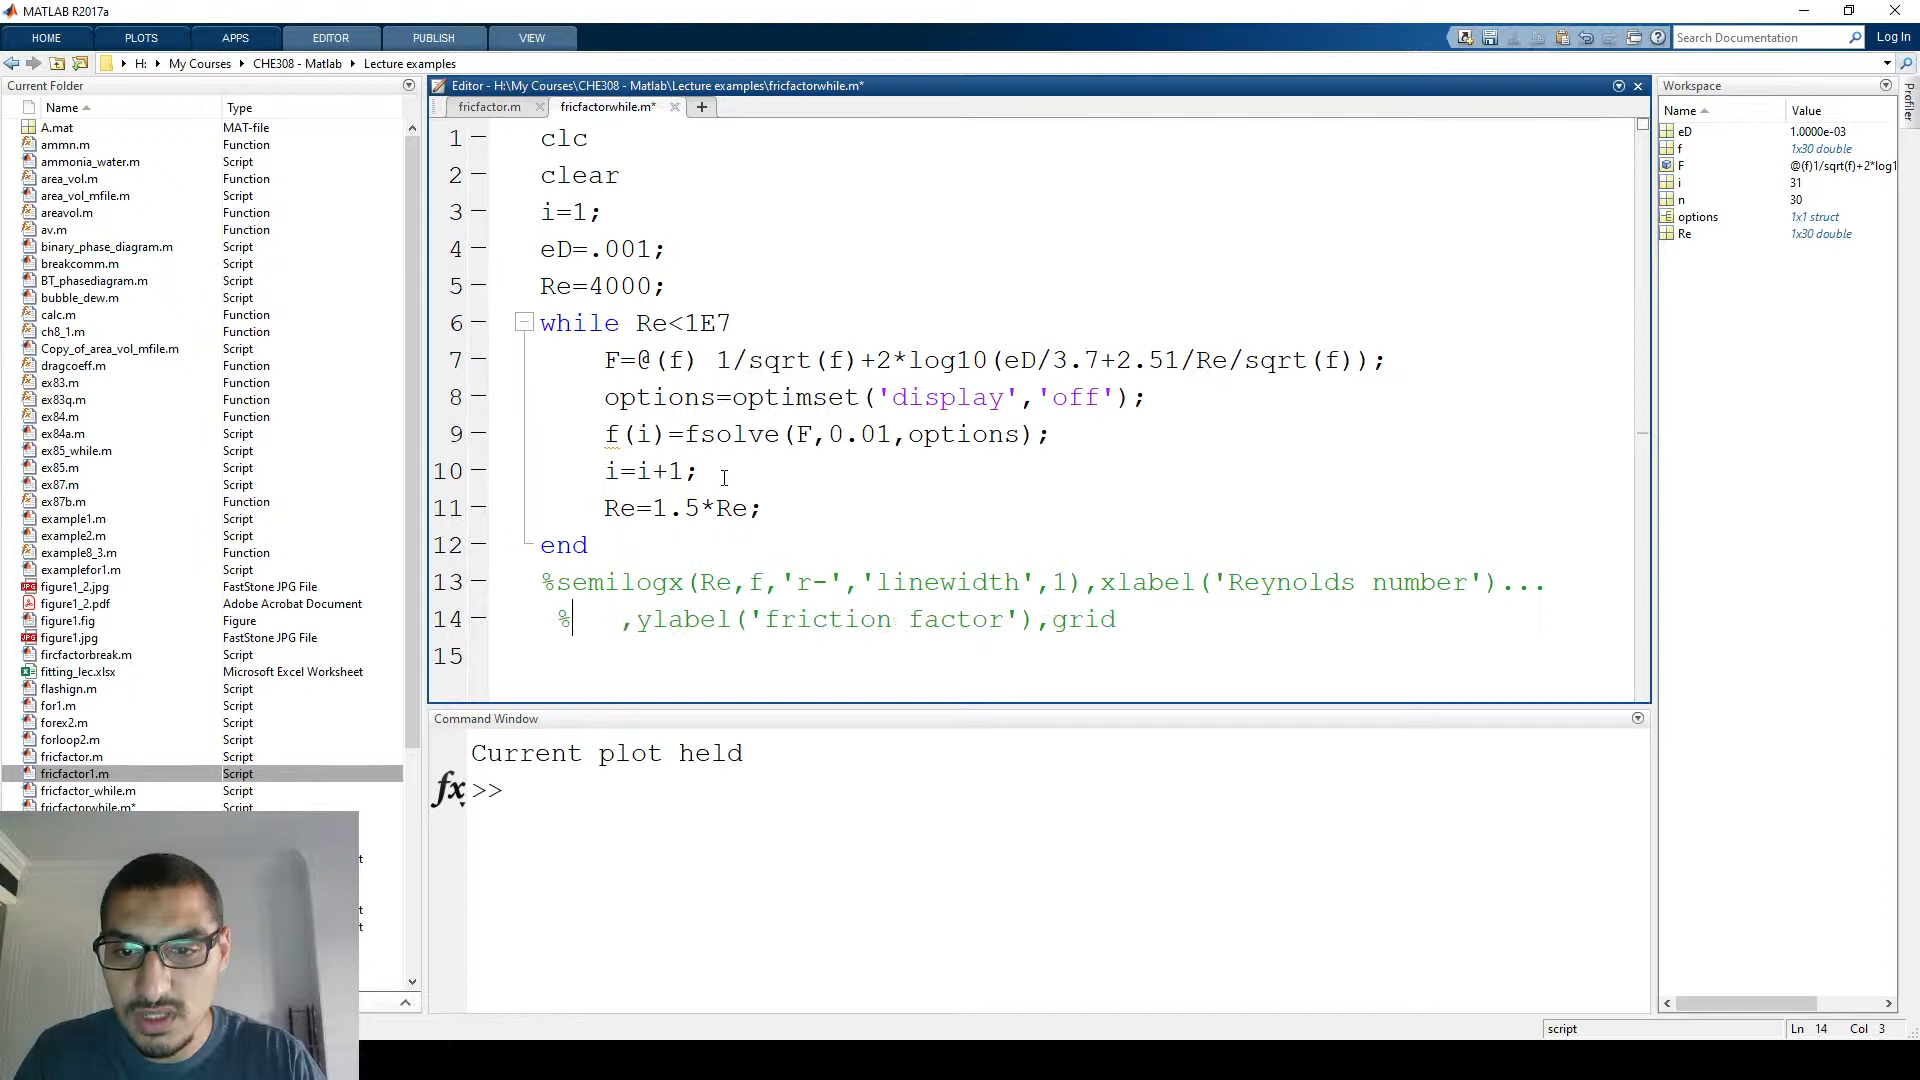 MATLAB R2017a
HOME PLOTS APPS EDITOR PUBLISH VIEW Search Documentation Log In
H: My Courses CHE308 - Matlab Lecture examples
Current Folder
Name Type
A.mat MAT-file
ammn.m Function
ammonia_water.m Script
area_vol.m Function
area_vol_mfile.m Script
areavol.m Function
av.m Function
binary_phase_diagram.m Script
breakcomm.m Script
BT_phasediagram.m Script
bubble_dew.m Script
calc.m Function
ch8_1.m Script
Copy_of_area_vol_mfile.m Script
dragcoeff.m Function
ex83.m Function
ex83q.m Function
ex84.m Function
ex84a.m Script
ex85_while.m Script
ex85.m Script
ex87.m Script
ex87b.m Function
example1.m Script
example2.m Script
example8_3.m Function
examplefor1.m Script
figure1_2.jpg FastStone JPG File
figure1_2.pdf Adobe Acrobat Document
figure1.fig Figure
figure1.jpg FastStone JPG File
fircfactorbreak.m Script
fitting_lec.xlsx Microsoft Excel Worksheet
flashign.m Script
for1.m Script
forex2.m Script
forloop2.m Script
fricfactor.m Script
fricfactor1.m Script
fricfactor_while.m Script
fricfactorwhile.m* Script
Editor - H:\My Courses\CHE308 - Matlab\Lecture examples\fricfactorwhile.m*
fricfactor.m fricfactorwhile.m*
1 clc
2 clear
3 i=1;
4 eD=.001;
5 Re=4000;
6 while Re<1E7
7 F=@(f) 1/sqrt(f)+2*log10(eD/3.7+2.51/Re/sqrt(f));
8 options=optimset('display','off');
9 f(i)=fsolve(F,0.01,options);
10 i=i+1;
11 Re=1.5*Re;
12 end
13 %semilogx(Re,f,'r-','linewidth',1),xlabel('Reynolds number')...
14 % ,ylabel('friction factor'),grid
15
Command Window
Current plot held
fx >>
Workspace
Name Value
eD 1.0000e-03
f 1x30 double
F @(f)1/sqrt(f)+2*log1
i 31
n 30
options 1x1 struct
Re 1x30 double
Profiler
script Ln 14 Col 3